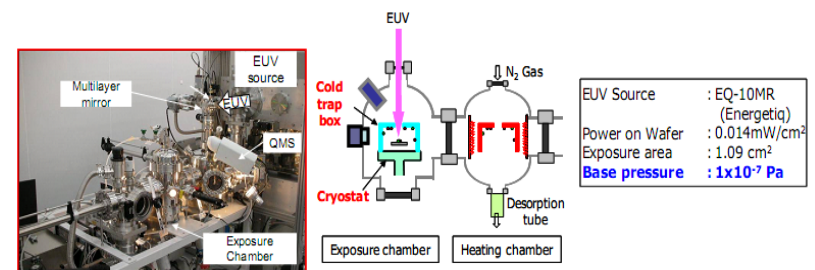 EUV
source
Multilayer
mirror
EUV
QMS
Exposure
Chamber
EUV
Cold
trap
box
Cryostat
N₂ Gas
Desorption
tube
Exposure chamber
Heating chamber
EUV Source : EQ-10MR
(Energetiq)
Power on Wafer : 0.014mW/cm²
Exposure area : 1.09 cm²
Base pressure : 1x10⁻⁷ Pa